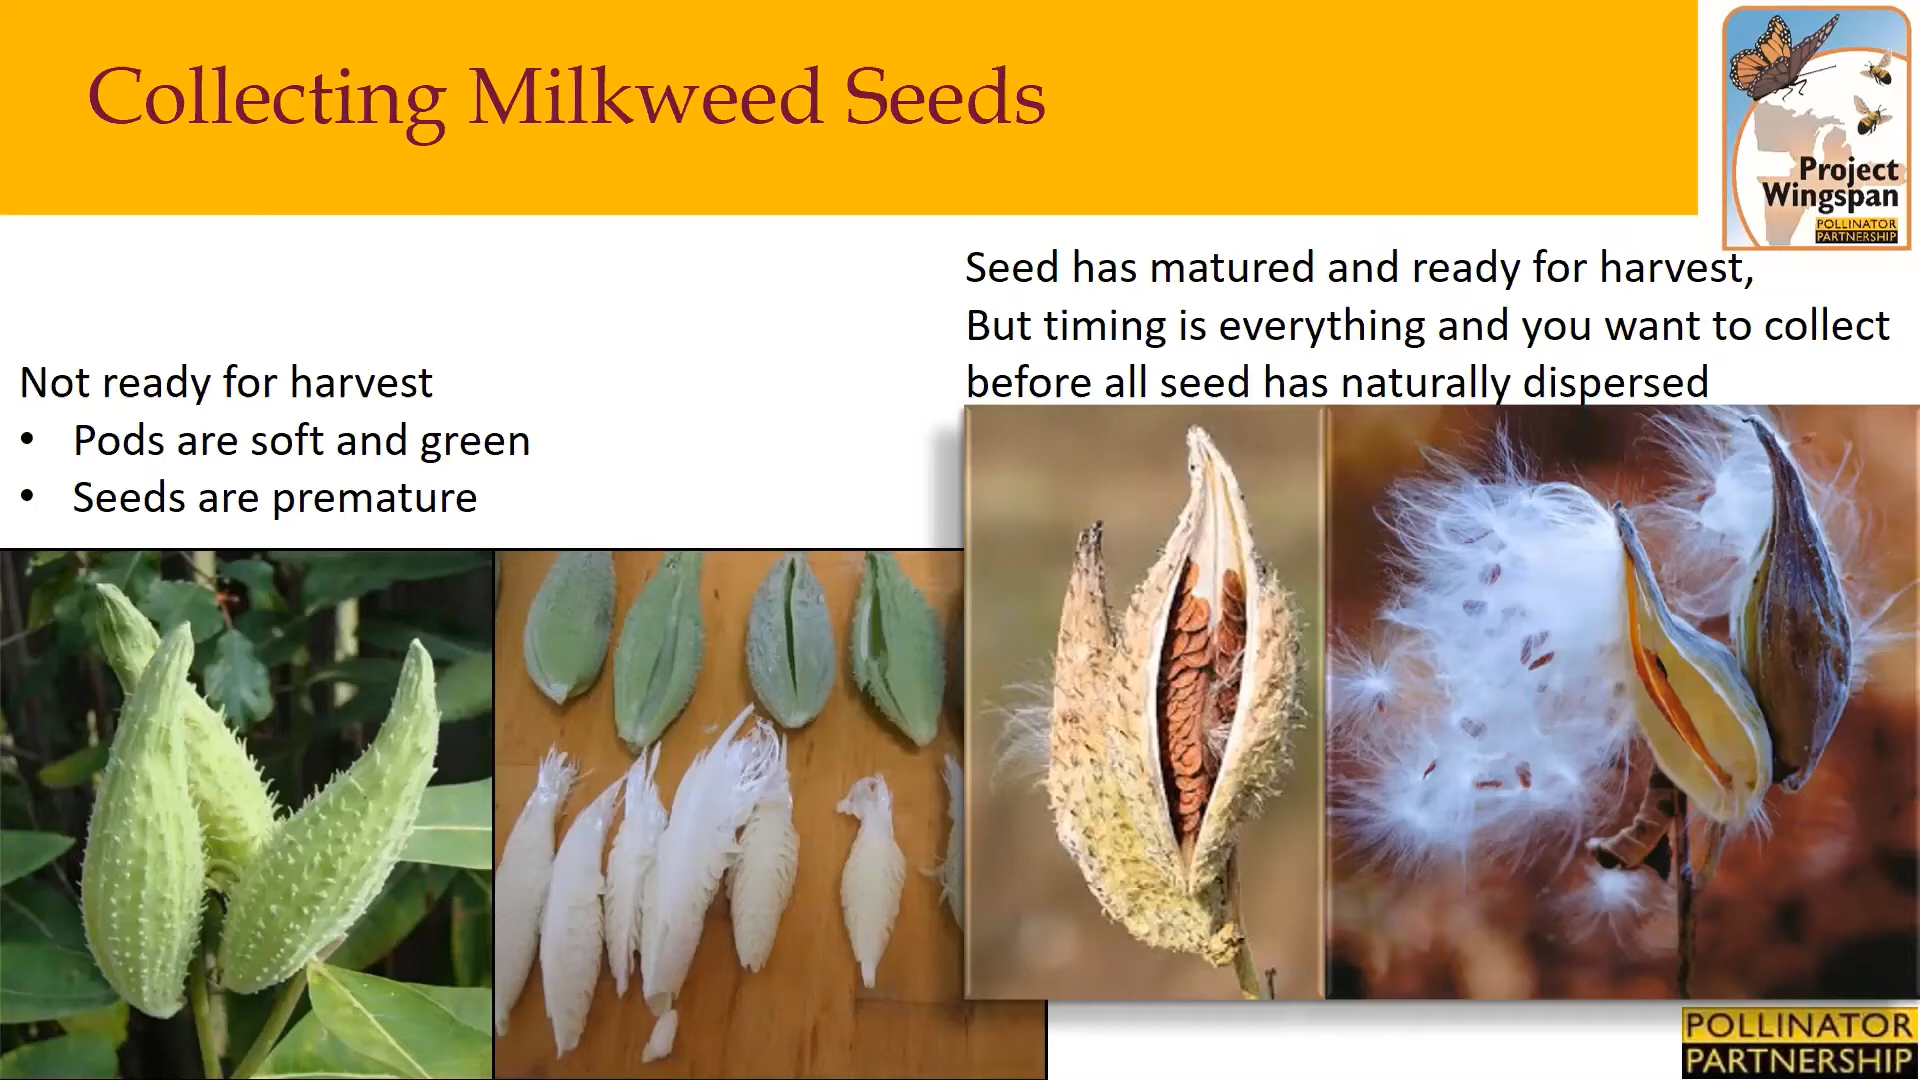 Collecting Milkweed Seeds
Project
Wingspan
POLLINATOR
PARTNERSHIP
Seed has matured and ready for harvest,
But timing is everything and you want to collect
before all seed has naturally dispersed
Not ready for harvest
• Pods are soft and green
• Seeds are premature
POLLINATOR
PARTNERSHIP